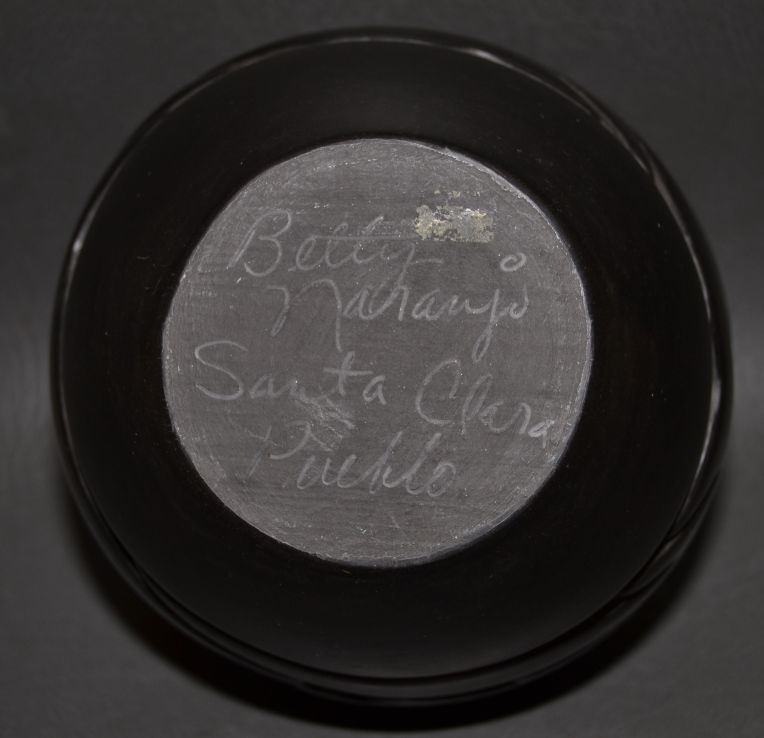 Betty
Naranjo
Santa Clara
Pueblo